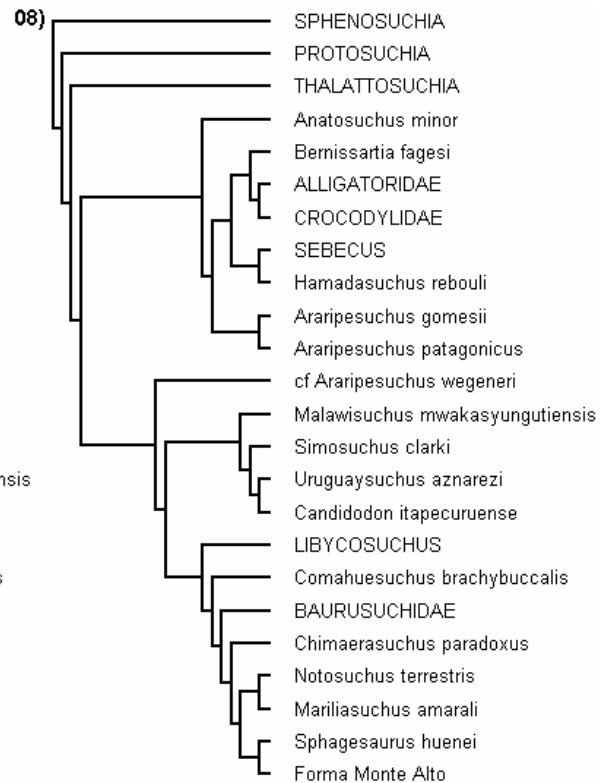 08)
SPHENOSUCHIA
PROTOSUCHIA
THALATTOSUCHIA
Anatosuchus minor
Bernissartia fagesi
ALLIGATORIDAE
CROCODYLIDAE
SEBECUS
Hamadasuchus rebouli
Araripesuchus gomesii
Araripesuchus patagonicus
cf Araripesuchus wegeneri
Malawisuchus mwakasyungutiensis
Simosuchus clarki
nsis
Uruguaysuchus aznarezi
Candidodon itapecuruense
LIBYCOSUCHUS
s
Comahuesuchus brachybuccalis
BAURUSUCHIDAE
Chimaerasuchus paradoxus
Notosuchus terrestris
Mariliasuchus amarali
Sphagesaurus huenei
Forma Monte Alto